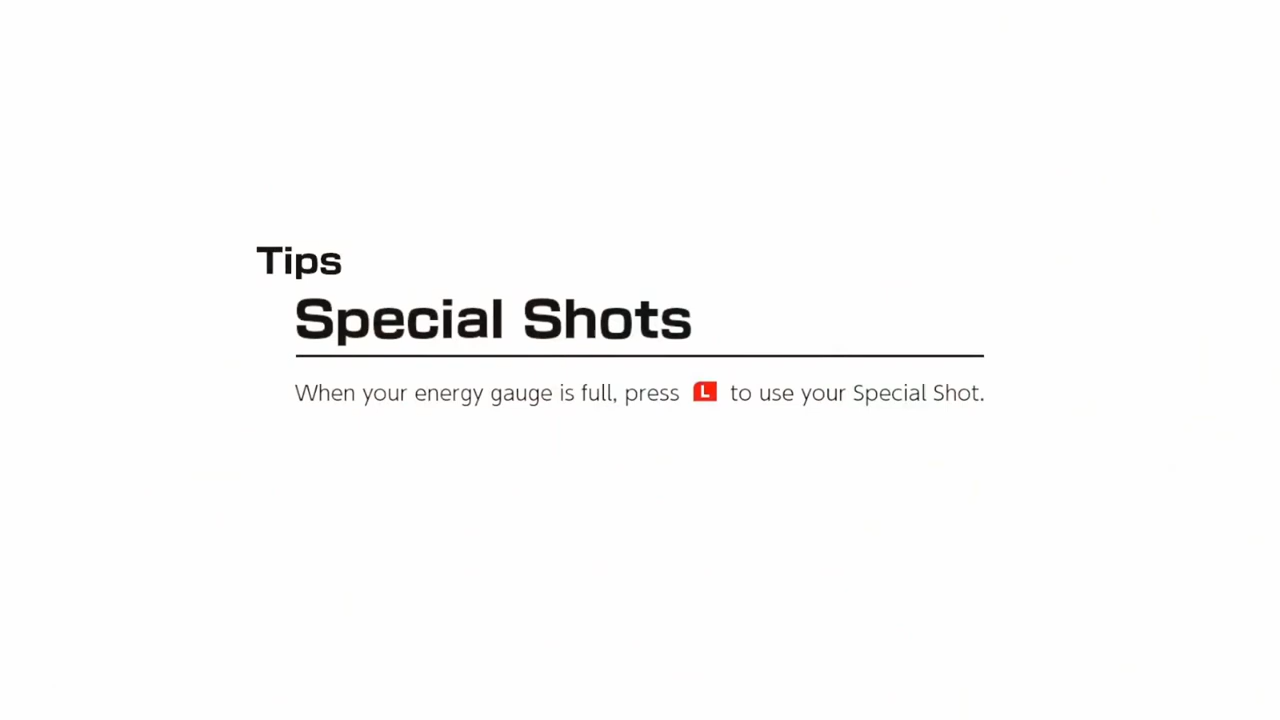 Tips
Special Shots
When your energy gauge is full, press L to use your Special Shot.